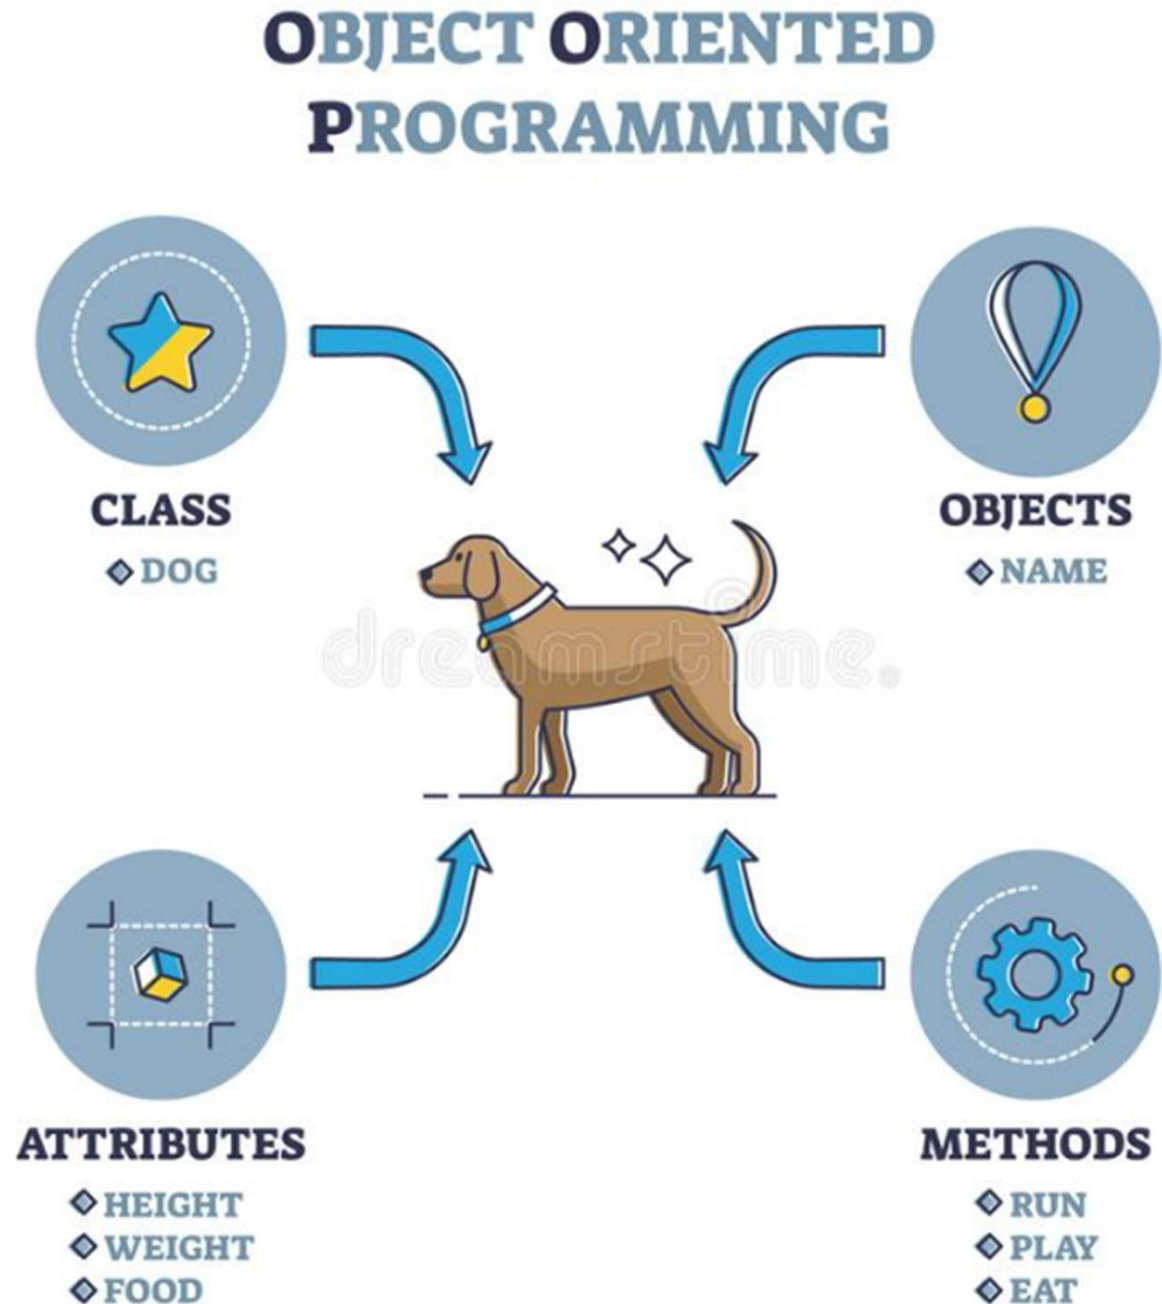 OBJECT ORIENTED
PROGRAMMING
CLASS
DOG
OBJECTS
NAME
dreamstime.
ATTRIBUTES
HEIGHT
WEIGHT
FOOD
METHODS
RUN
PLAY
EAT